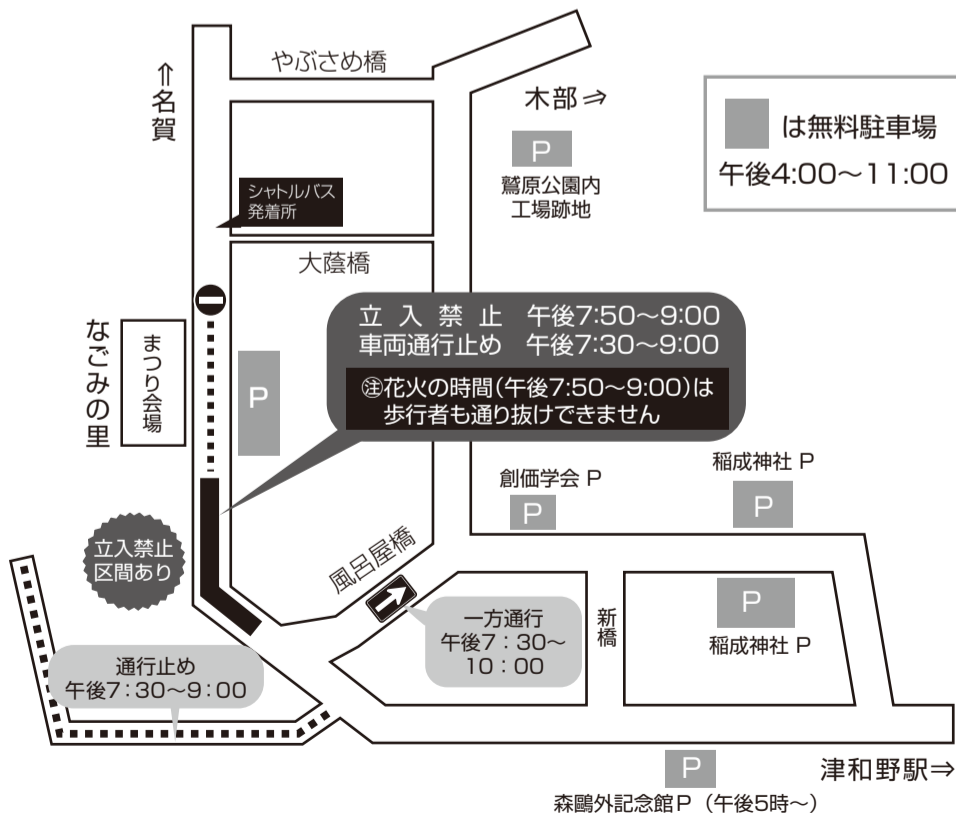 やぶさめ橋
⇑名賀
木部⇒
P
鷲原公園内
工場跡地
は無料駐車場
午後4:00〜11:00
シャトルバス
発着所
大蔭橋
立入禁止 午後7:50〜9:00
車両通行止め 午後7:30〜9:00
㊟花火の時間(午後7:50〜9:00)は
歩行者も通り抜けできません
なごみの里
まつり会場
P
創価学会 P
P
稲成神社 P
P
立入禁止
区間あり
風呂屋橋
一方通行
午後7:30〜
10:00
新橋
P
稲成神社 P
通行止め
午後7:30〜9:00
P
津和野駅⇒
森鷗外記念館P (午後5時〜)